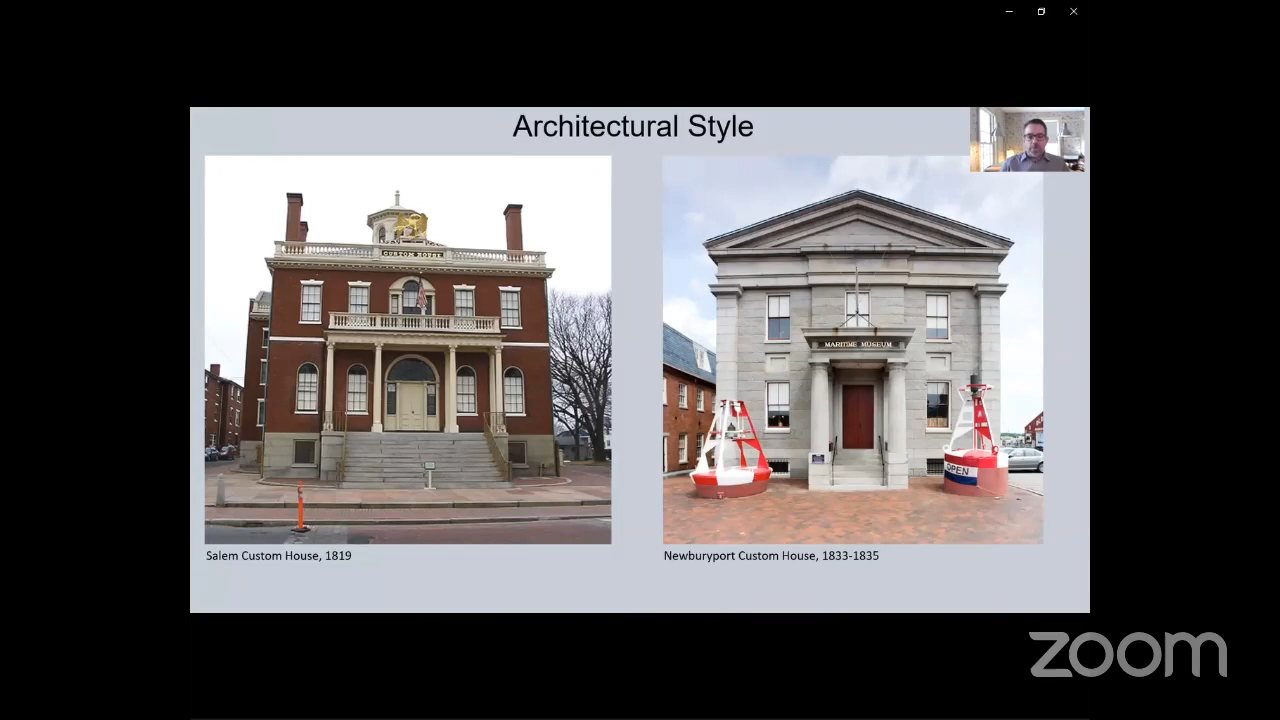 Architectural Style
CUSTOM HOUSE
MARITIME MUSEUM
OPEN
Salem Custom House, 1819
Newburyport Custom House, 1833-1835
zoom